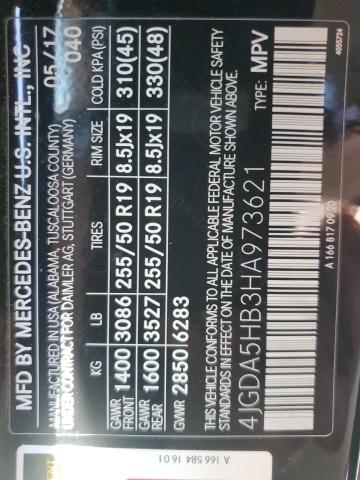 MFD BY MERCEDES-BENZ U.S. INTL., INC
MANUFACTURED IN USA (ALABAMA, TUSCALOOSA COUNTY) 05/17
UNDER CONTRACT FOR DAIMLER AG, STUTTGART (GERMANY) 040
KG LB TIRES RIM SIZE COLD KPA (PSI)
GAWR FRONT 1400 3086 255/50 R19 8.5Jx19 310(45)
GAWR REAR 1600 3527 255/50 R19 8.5Jx19 330(48)
GVWR 2850 6283
THIS VEHICLE CONFORMS TO ALL APPLICABLE FEDERAL MOTOR VEHICLE SAFETY
AND THEFT PREVENTION STANDARDS IN EFFECT ON THE DATE OF MANUFACTURE SHOWN ABOVE.
4JGDA5HB3HA973621 TYPE: MPV
A 166 817 09 20
4055724
A 166 584 16 01